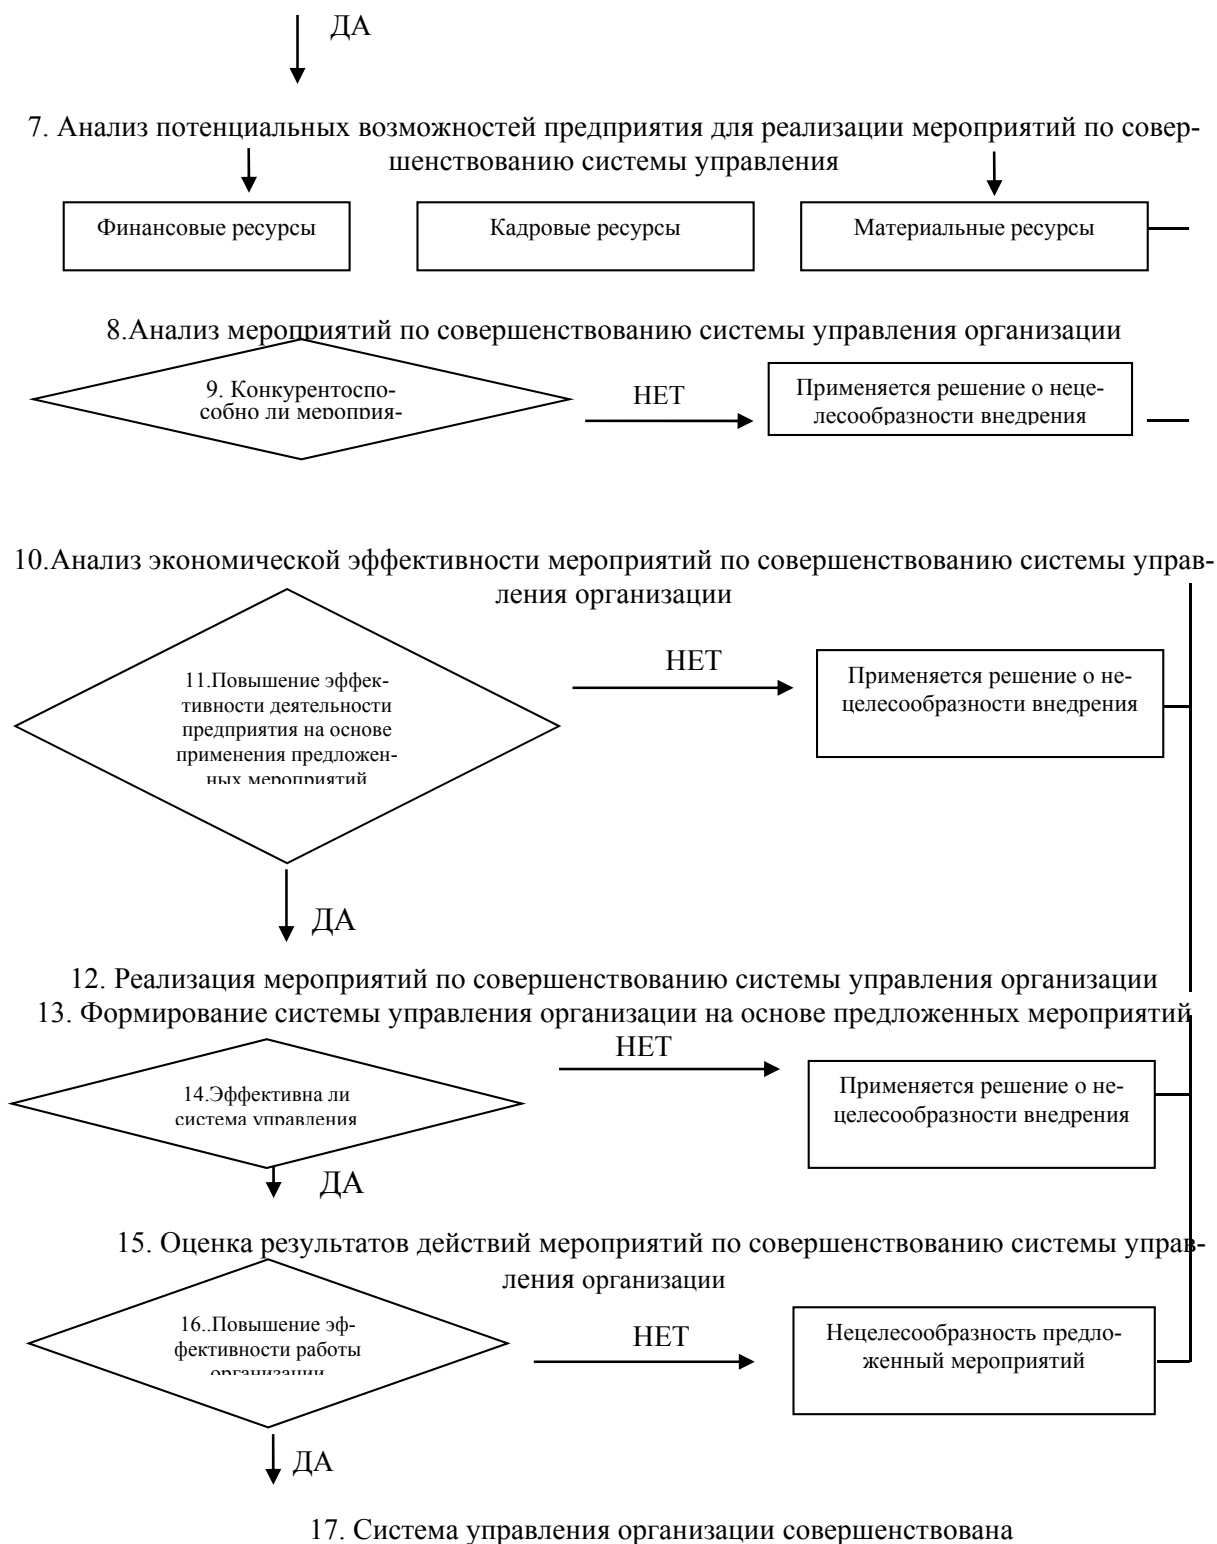 ДА
7. Анализ потенциальных возможностей предприятия для реализации мероприятий по совер-
шенствованию системы управления
Финансовые ресурсы
Кадровые ресурсы
Материальные ресурсы
8.Анализ мероприятий по совершенствованию системы управления организации
9. Конкурентоспо-
собно ли мероприя-
НЕТ
Применяется решение о неце-
лесообразности внедрения
10.Анализ экономической эффективности мероприятий по совершенствованию системы управ-
ления организации
11.Повышение эффек-
тивности деятельности
предприятия на основе
применения предложен-
ных мероприятий
НЕТ
Применяется решение о не-
целесообразности внедрения
ДА
12. Реализация мероприятий по совершенствованию системы управления организации
13. Формирование системы управления организации на основе предложенных мероприятий
НЕТ
14.Эффективна ли
система управления
Применяется решение о не-
целесообразности внедрения
ДА
15. Оценка результатов действий мероприятий по совершенствованию системы управ-
ления организации
16..Повышение эф-
фективности работы
организации
НЕТ
Нецелесообразность предло-
женный мероприятий
ДА
17. Система управления организации совершенствована